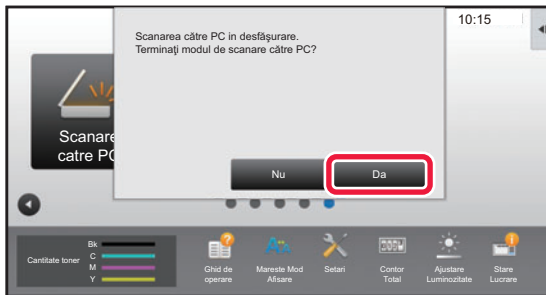 10:15
Scanarea către PC in desfăşurare.
Terminaţi modul de scanare către PC?
Scanare
catre PC
Nu
Da
Cantitate toner
Bk
C
M
Y
Ghid de
operare
Mareste Mod
Afisare
Setari
Contor
Total
Ajustare
Luminozitate
Stare
Lucrare